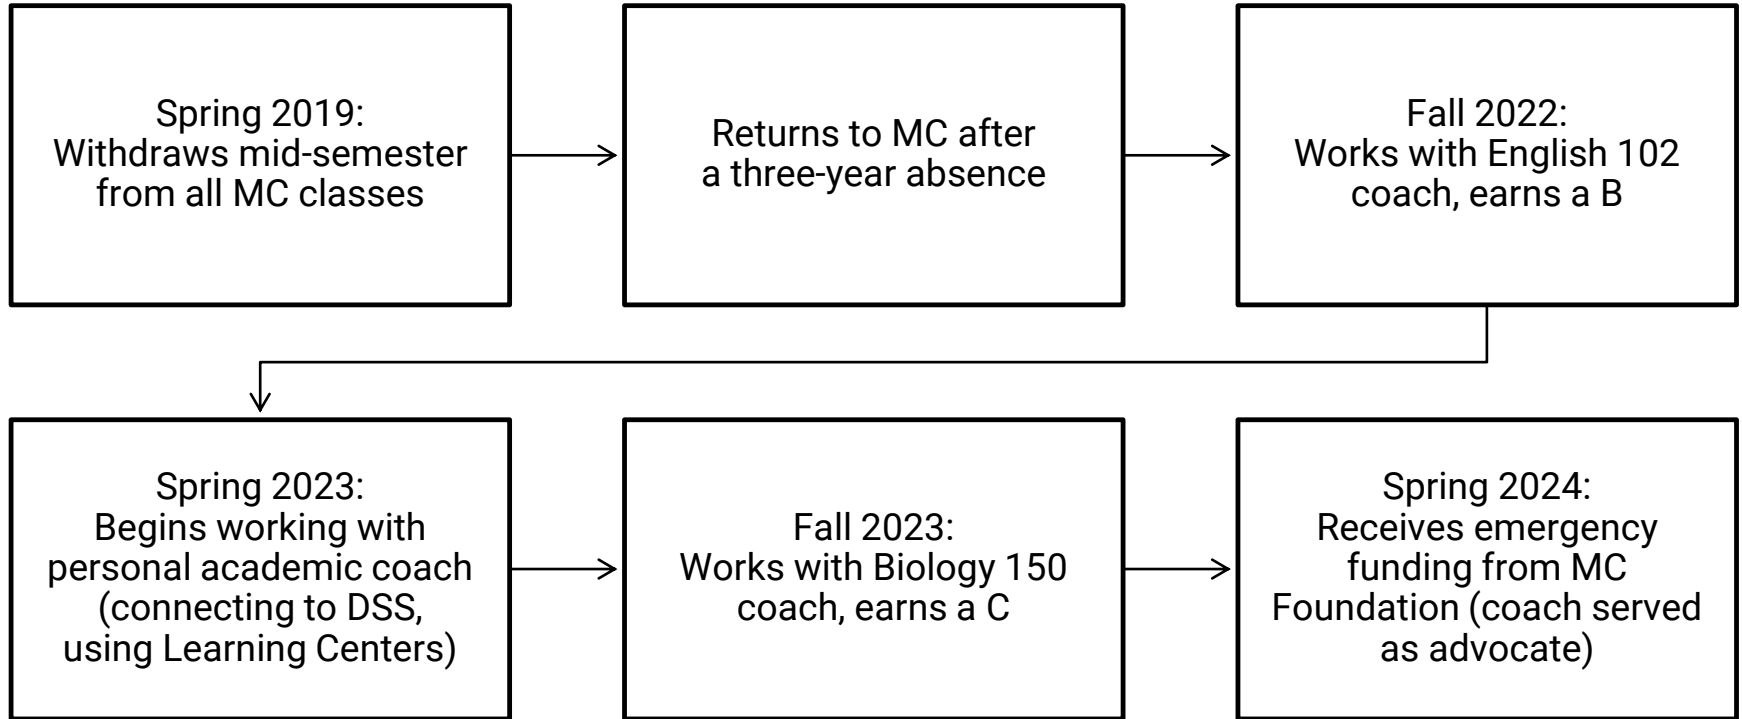 Spring 2019:
Withdraws mid-semester
from all MC classes
Returns to MC after
a three-year absence
Fall 2022:
Works with English 102
coach, earns a B
Spring 2023:
Begins working with
personal academic coach
(connecting to DSS,
using Learning Centers)
Fall 2023:
Works with Biology 150
coach, earns a C
Spring 2024:
Receives emergency
funding from MC
Foundation (coach served
as advocate)